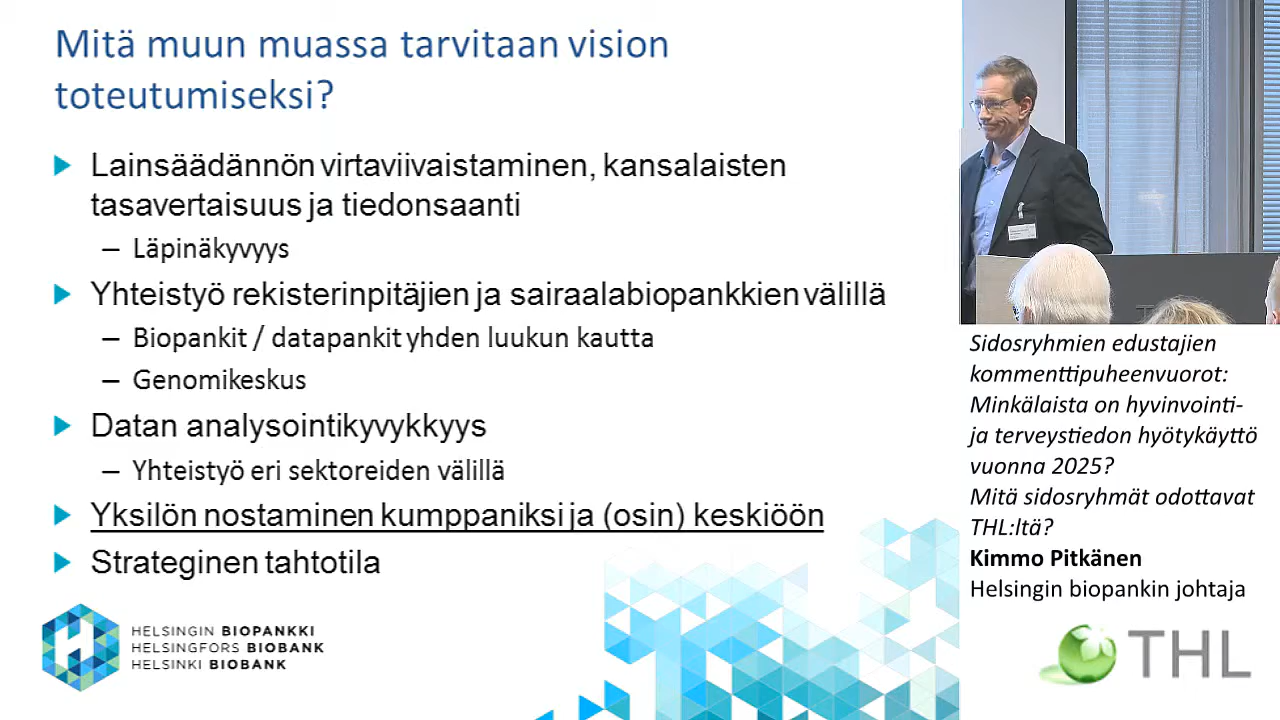 Mitä muun muassa tarvitaan vision
toteutumiseksi?
Lainsäädännön virtaviivaistaminen, kansalaisten
tasavertaisuus ja tiedonsaanti
– Läpinäkyvyys
Yhteistyö rekisterinpitäjien ja sairaalabiopankkien välillä
– Biopankit / datapankit yhden luukun kautta
– Genomikeskus
Datan analysointikyvykkyys
– Yhteistyö eri sektoreiden välillä
Yksilön nostaminen kumppaniksi ja (osin) keskiöön
Strateginen tahtotila
HELSINGIN BIOPANKKI
HELSINGFORS BIOBANK
HELSINKI BIOBANK
Sidosryhmien edustajien
kommenttipuheenvuorot:
Minkälaista on hyvinvointi-
ja terveystiedon hyötykäyttö
vuonna 2025?
Mitä sidosryhmät odottavat
THL:ltä?
Kimmo Pitkänen
Helsingin biopankin johtaja
THL